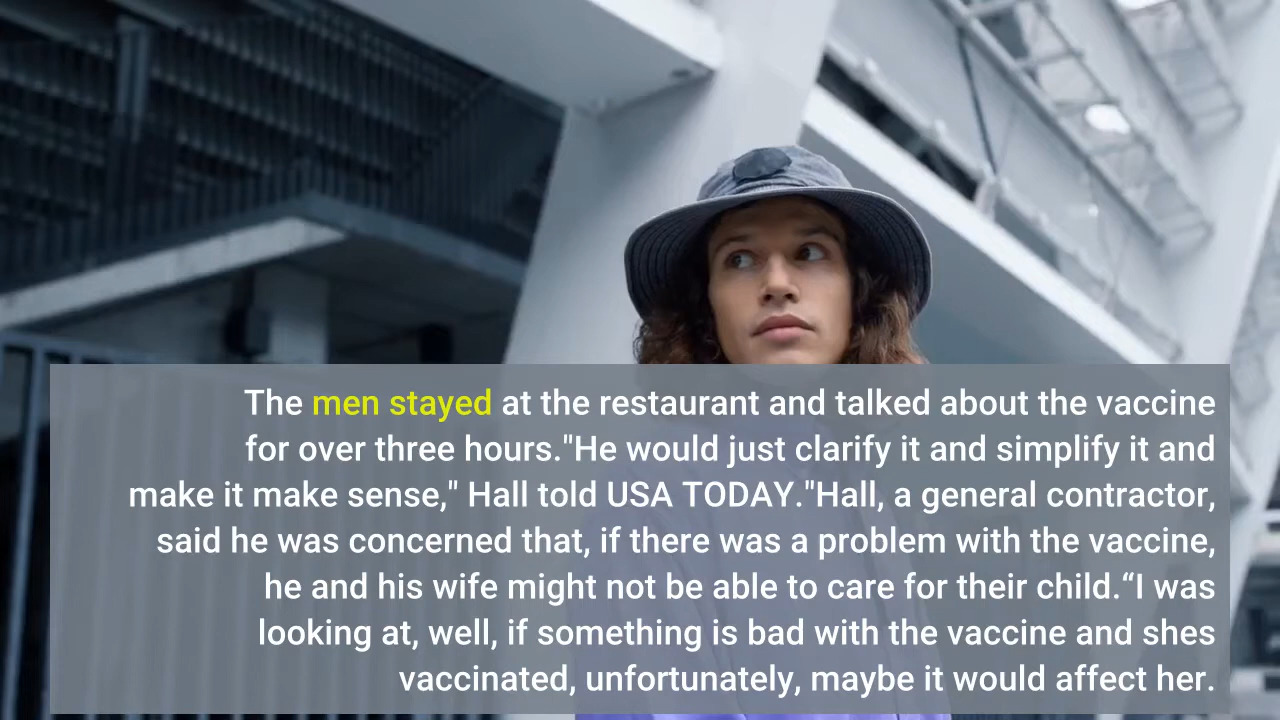 The men stayed at the restaurant and talked about the vaccine
for over three hours."He would just clarify it and simplify it and
make it make sense," Hall told USA TODAY."Hall, a general contractor,
said he was concerned that, if there was a problem with the vaccine,
he and his wife might not be able to care for their child.“I was
looking at, well, if something is bad with the vaccine and shes
vaccinated, unfortunately, maybe it would affect her.